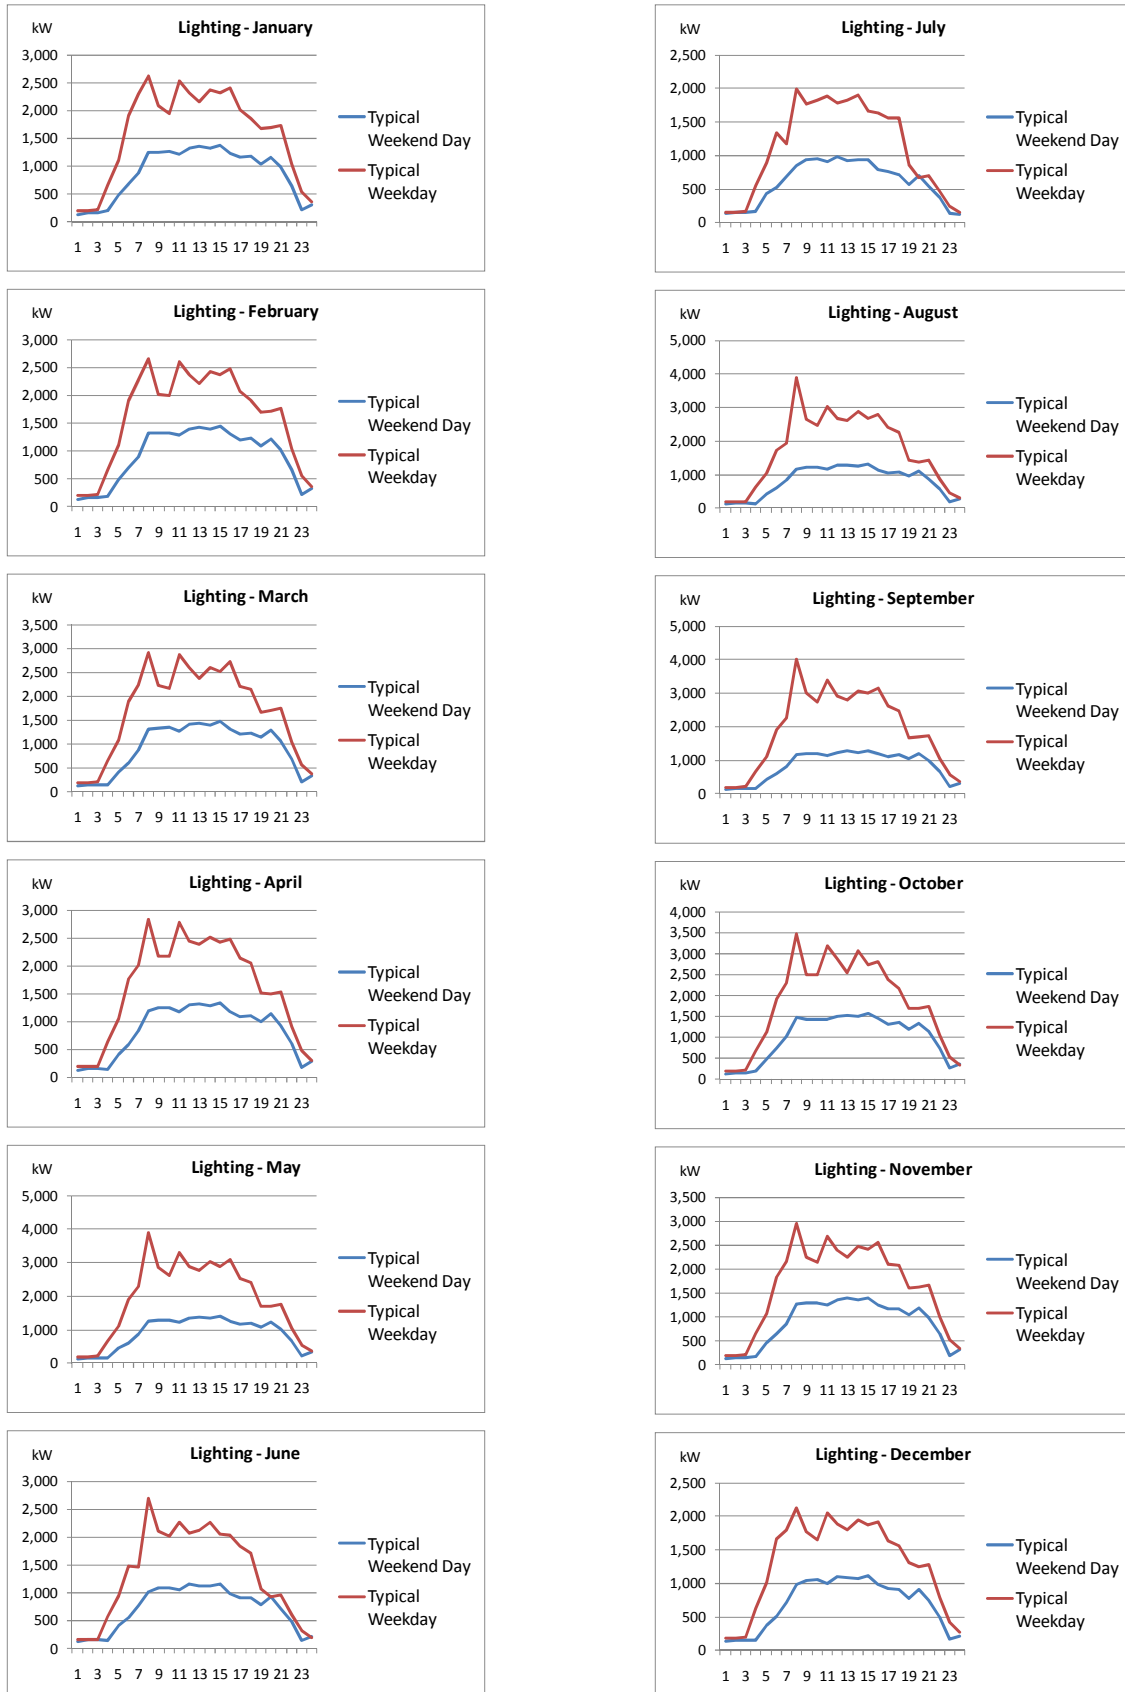 kW
Lighting - January
3,000
2,500
2,000
1,500
1,000
500
0
1 3 5 7 9 11 13 15 17 19 21 23
Typical
Weekend Day
Typical
Weekday
kW
Lighting - July
2,500
2,000
1,500
1,000
500
0
1 3 5 7 9 11 13 15 17 19 21 23
Typical
Weekend Day
Typical
Weekday
kW
Lighting - February
3,000
2,500
2,000
1,500
1,000
500
0
1 3 5 7 9 11 13 15 17 19 21 23
Typical
Weekend Day
Typical
Weekday
kW
Lighting - August
5,000
4,000
3,000
2,000
1,000
0
1 3 5 7 9 11 13 15 17 19 21 23
Typical
Weekend Day
Typical
Weekday
kW
Lighting - March
3,500
3,000
2,500
2,000
1,500
1,000
500
0
1 3 5 7 9 11 13 15 17 19 21 23
Typical
Weekend Day
Typical
Weekday
kW
Lighting - September
5,000
4,000
3,000
2,000
1,000
0
1 3 5 7 9 11 13 15 17 19 21 23
Typical
Weekend Day
Typical
Weekday
kW
Lighting - April
3,000
2,500
2,000
1,500
1,000
500
0
1 3 5 7 9 11 13 15 17 19 21 23
Typical
Weekend Day
Typical
Weekday
kW
Lighting - October
4,000
3,500
3,000
2,500
2,000
1,500
1,000
500
0
1 3 5 7 9 11 13 15 17 19 21 23
Typical
Weekend Day
Typical
Weekday
kW
Lighting - May
5,000
4,000
3,000
2,000
1,000
0
1 3 5 7 9 11 13 15 17 19 21 23
Typical
Weekend Day
Typical
Weekday
kW
Lighting - November
3,500
3,000
2,500
2,000
1,500
1,000
500
0
1 3 5 7 9 11 13 15 17 19 21 23
Typical
Weekend Day
Typical
Weekday
kW
Lighting - June
3,000
2,500
2,000
1,500
1,000
500
0
1 3 5 7 9 11 13 15 17 19 21 23
Typical
Weekend Day
Typical
Weekday
kW
Lighting - December
2,500
2,000
1,500
1,000
500
0
1 3 5 7 9 11 13 15 17 19 21 23
Typical
Weekend Day
Typical
Weekday